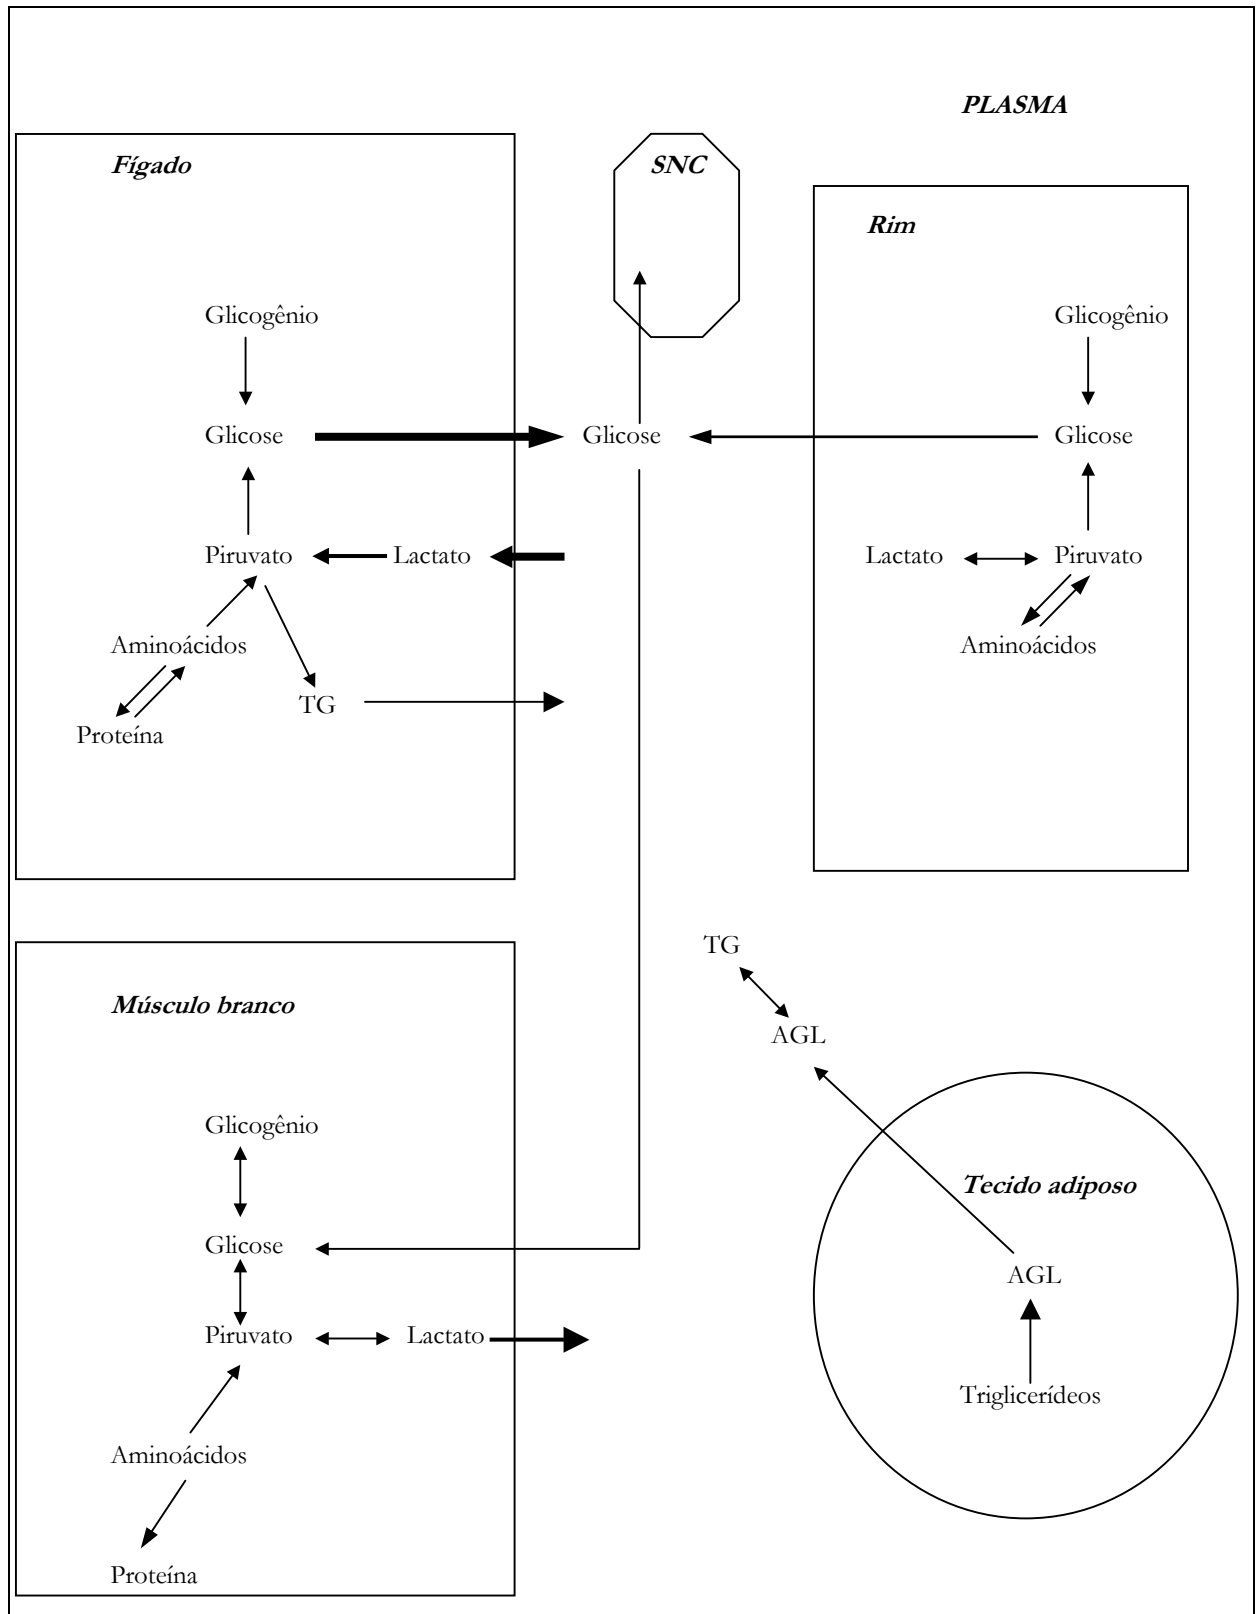 PLASMA
Fígado
SNC
Rim
Glicogênio
Glicogênio
Glicose
Glicose
Glicose
Piruvato
Lactato
Lactato
Piruvato
Aminoácidos
Aminoácidos
TG
Proteína
TG
Músculo branco
AGL
Glicogênio
Tecido adiposo
Glicose
AGL
Piruvato
Lactato
Triglicerídeos
Aminoácidos
Proteína